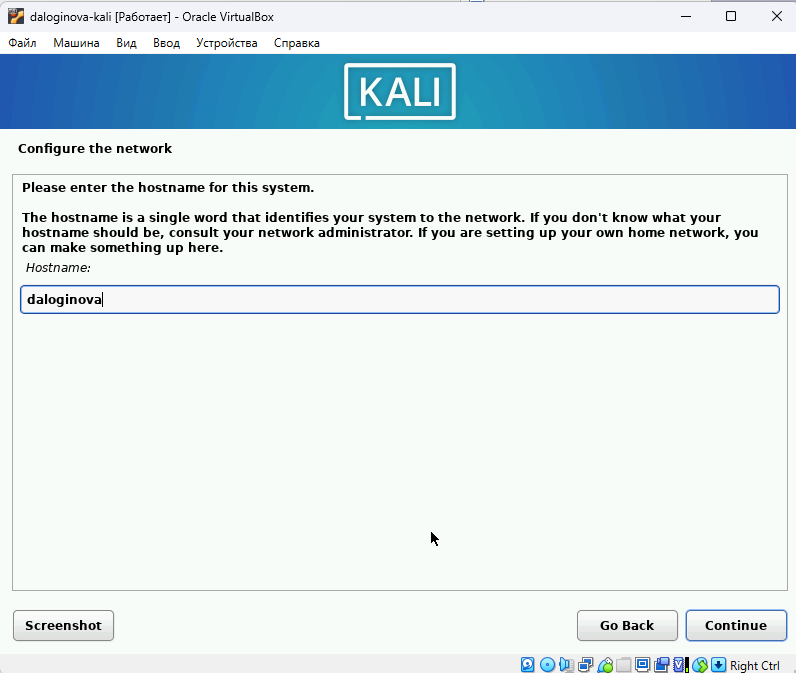 daloginova-kali [Работает] - Oracle VirtualBox
Файл Машина Вид Ввод Устройства Справка
KALI
Configure the network
Please enter the hostname for this system.
The hostname is a single word that identifies your system to the network. If you don't know what your
hostname should be, consult your network administrator. If you are setting up your own home network, you
can make something up here.
Hostname:
daloginova
Screenshot Go Back Continue
Right Ctrl